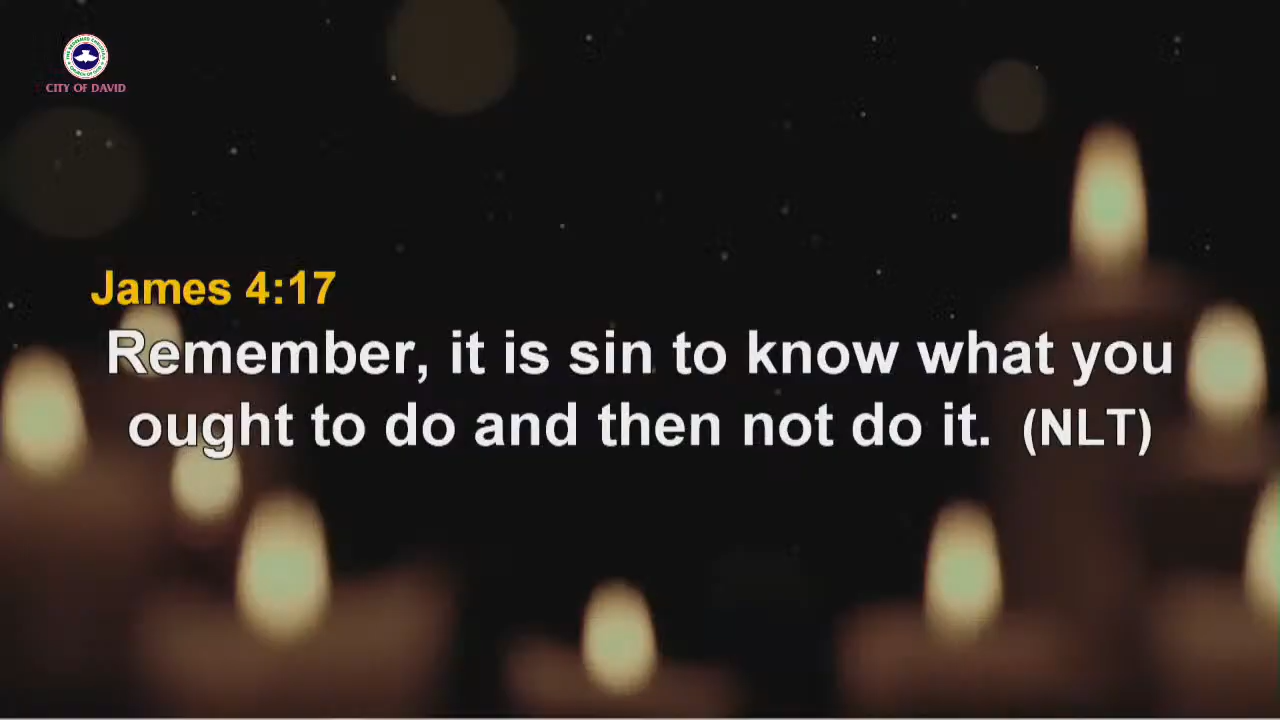 CITY OF DAVID
James 4:17
Remember, it is sin to know what you
ought to do and then not do it. (NLT)